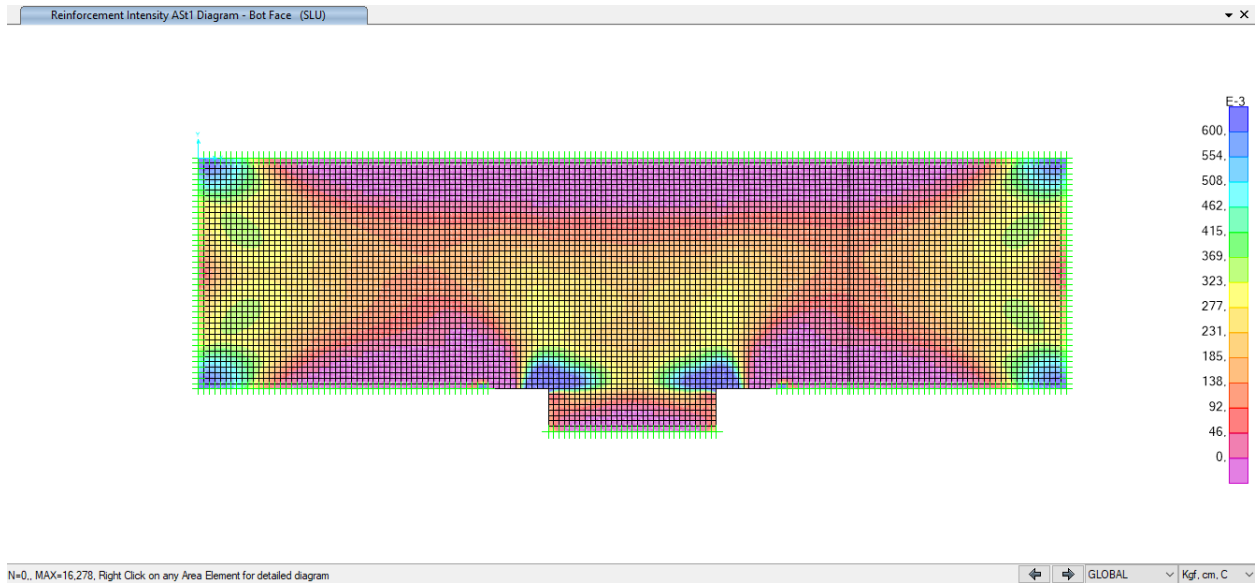 Reinforcement Intensity ASt1 Diagram - Bot Face (SLU)
E-3
600,
554,
508,
462,
415,
369,
323,
277,
231,
185,
138,
92,
46,
0,
N=0,, MAX=16,278, Right Click on any Area Element for detailed diagram
GLOBAL
Kgf, cm, C